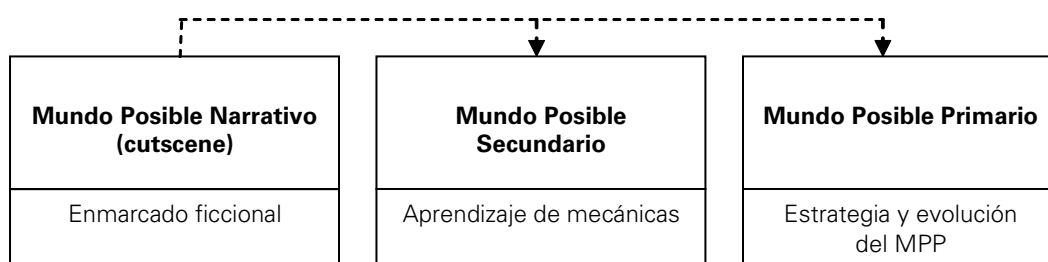 Mundo Posible Narrativo
(cutscene)
Enmarcado ficcional
Mundo Posible
Secundario
Aprendizaje de mecánicas
Mundo Posible Primario
Estrategia y evolución
del MPP